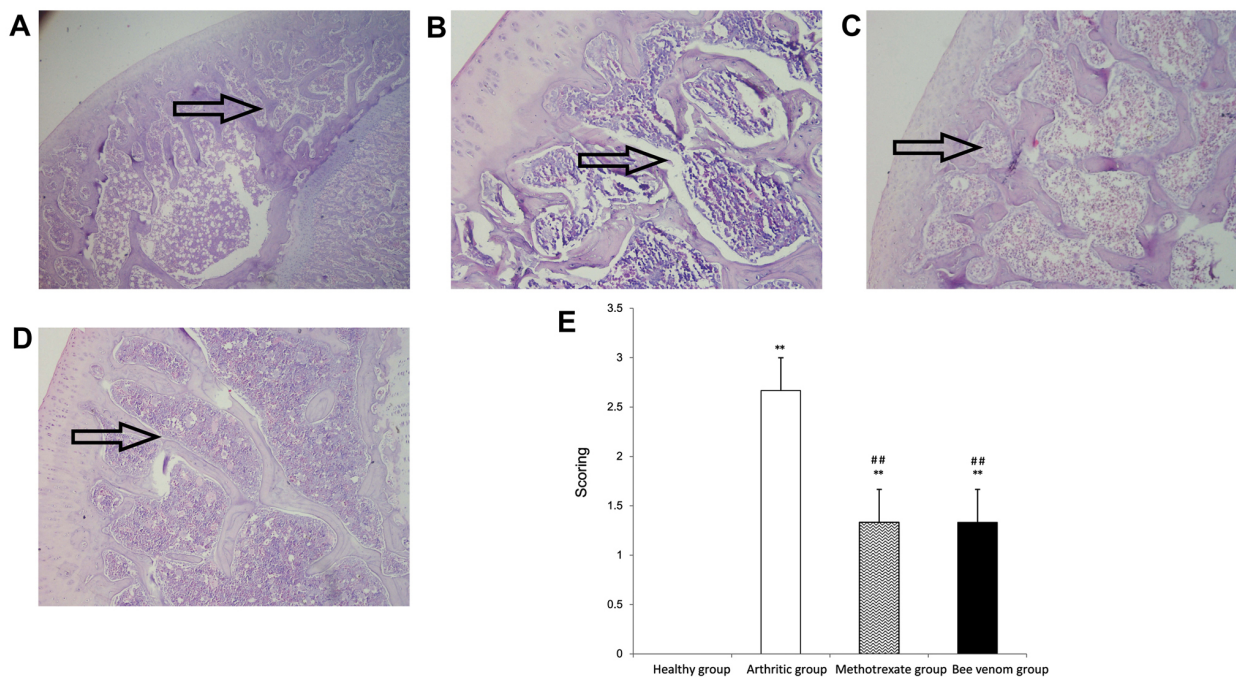 A
B
C
D
E
3.5
3
2.5
2
1.5
1
0.5
0
Scoring
**
##
**
##
**
Healthy group
Arthritic group
Methotrexate group
Bee venom group